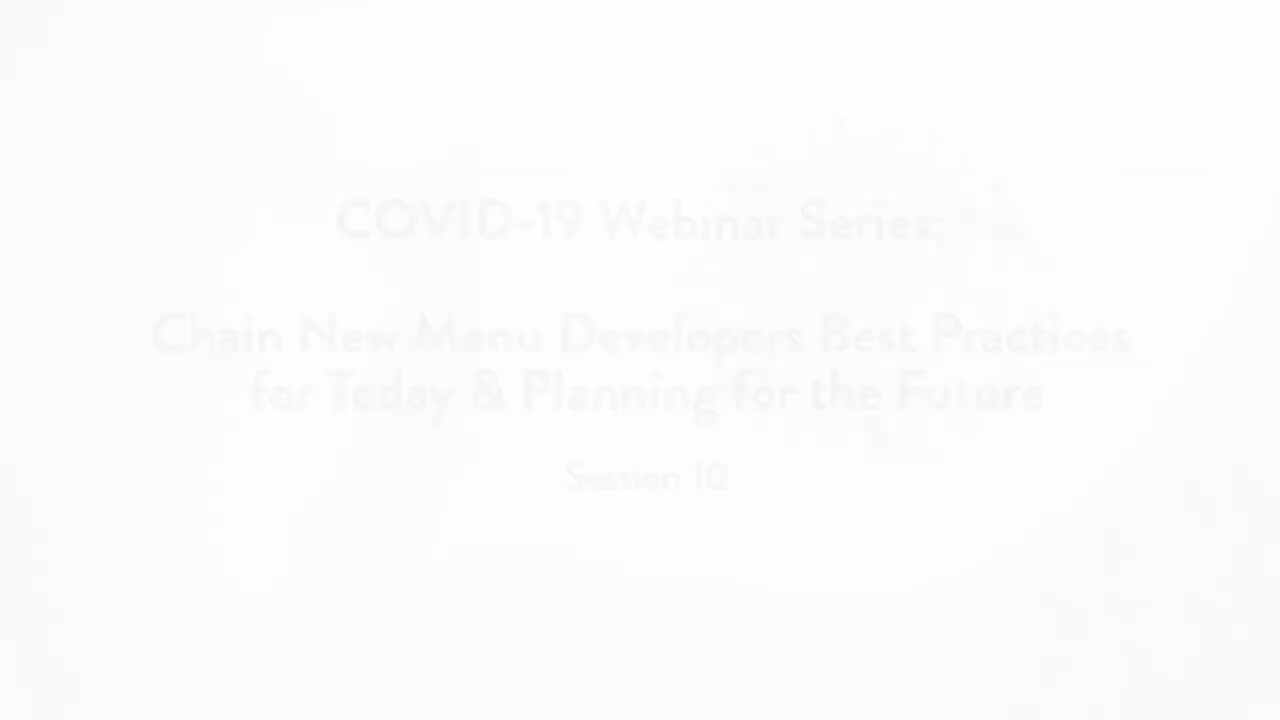 COVID-19 Webinar Series:
Chain New Menu Developers Best Practices
for Today & Planning for the Future
Session 10